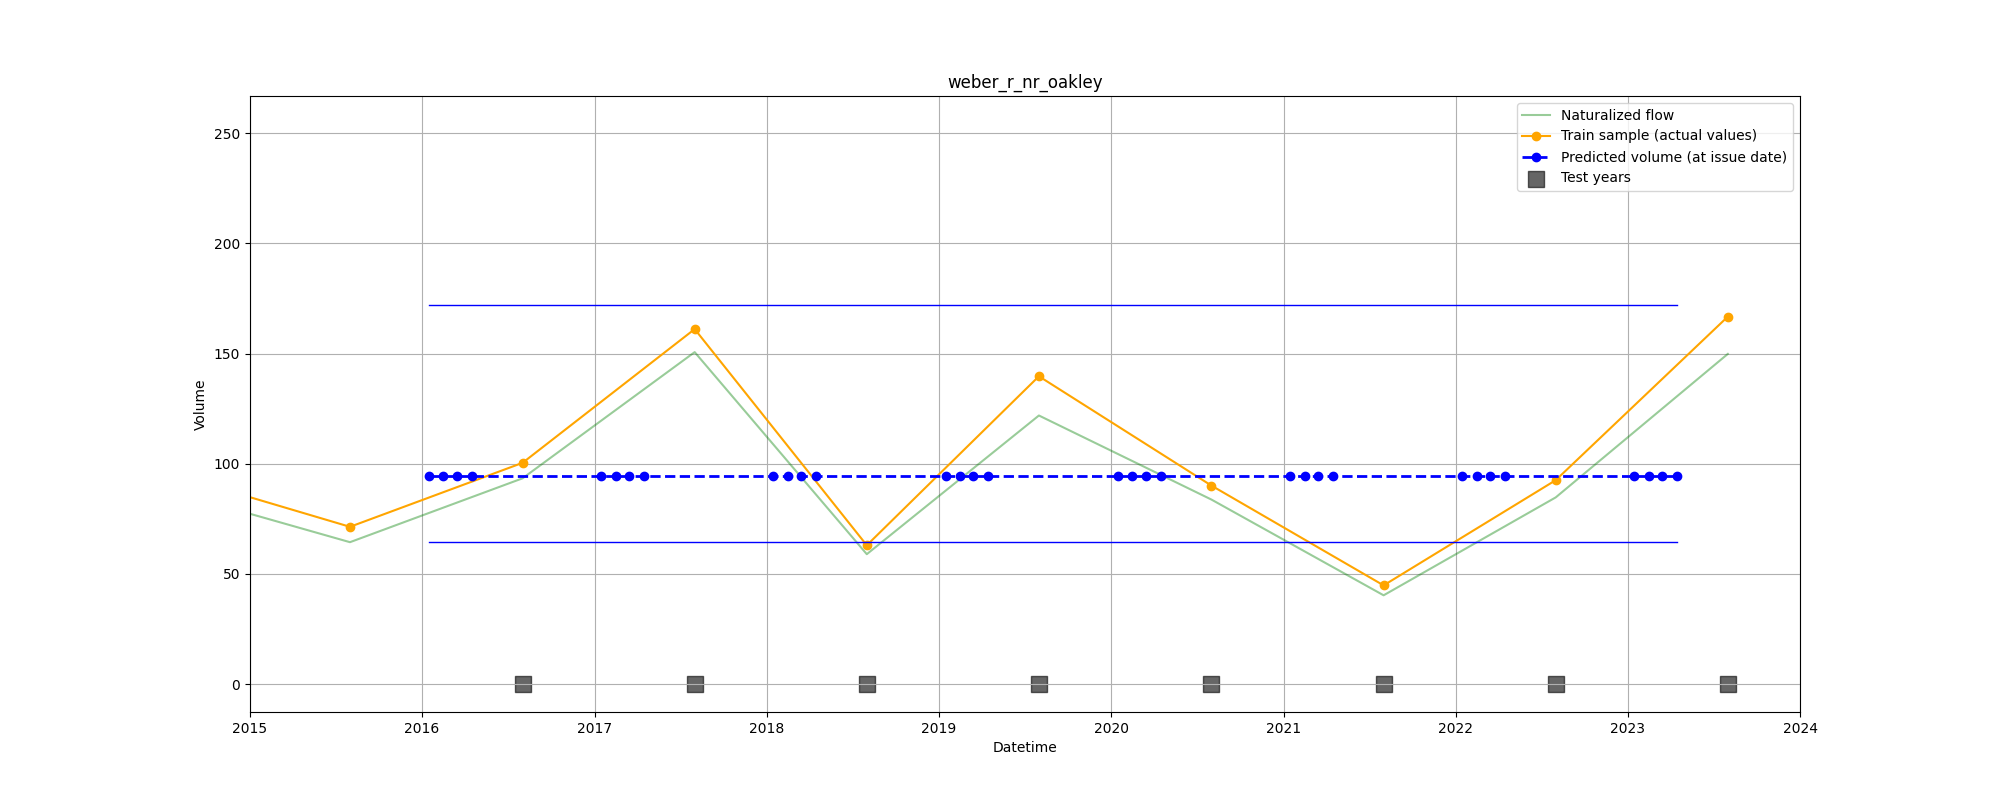 weber_r_nr_oakley
Naturalized flow
Train sample (actual values)
Predicted volume (at issue date)
Test years
250
200
150
100
50
0
Volume
2015 2016 2017 2018 2019 2020 2021 2022 2023 2024
Datetime